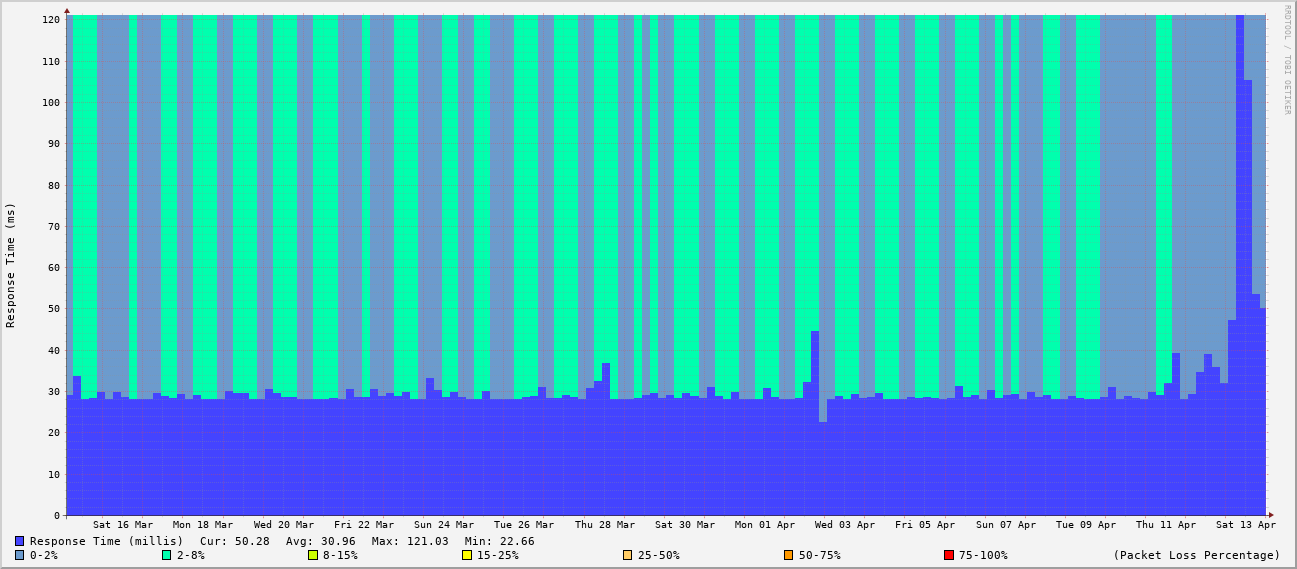 RRDTOOL / TOBI OETIKER
Response Time (ms)
120
110
100
90
80
70
60
50
40
30
20
10
0
Sat 16 Mar Mon 18 Mar Wed 20 Mar Fri 22 Mar Sun 24 Mar Tue 26 Mar Thu 28 Mar Sat 30 Mar Mon 01 Apr Wed 03 Apr Fri 05 Apr Sun 07 Apr Tue 09 Apr Thu 11 Apr Sat 13 Apr
Response Time (millis) Cur: 50.28 Avg: 30.96 Max: 121.03 Min: 22.66
0-2% 2-8% 8-15% 15-25% 25-50% 50-75% 75-100% (Packet Loss Percentage)